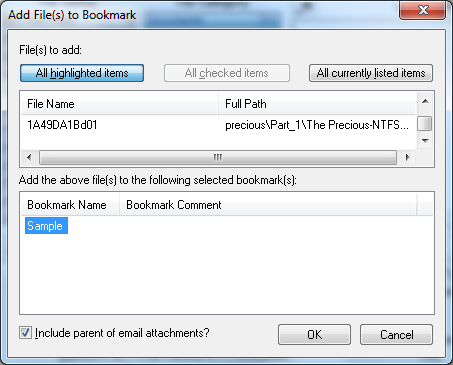 Add File(s) to Bookmark
File(s) to add:
All highlighted items
All checked items
All currently listed items
File Name Full Path
1A49DA1Bd01 precious\Part_1\The Precious-NTFS...
Add the above file(s) to the following selected bookmark(s):
Bookmark Name Bookmark Comment
Sample
Include parent of email attachments?
OK Cancel